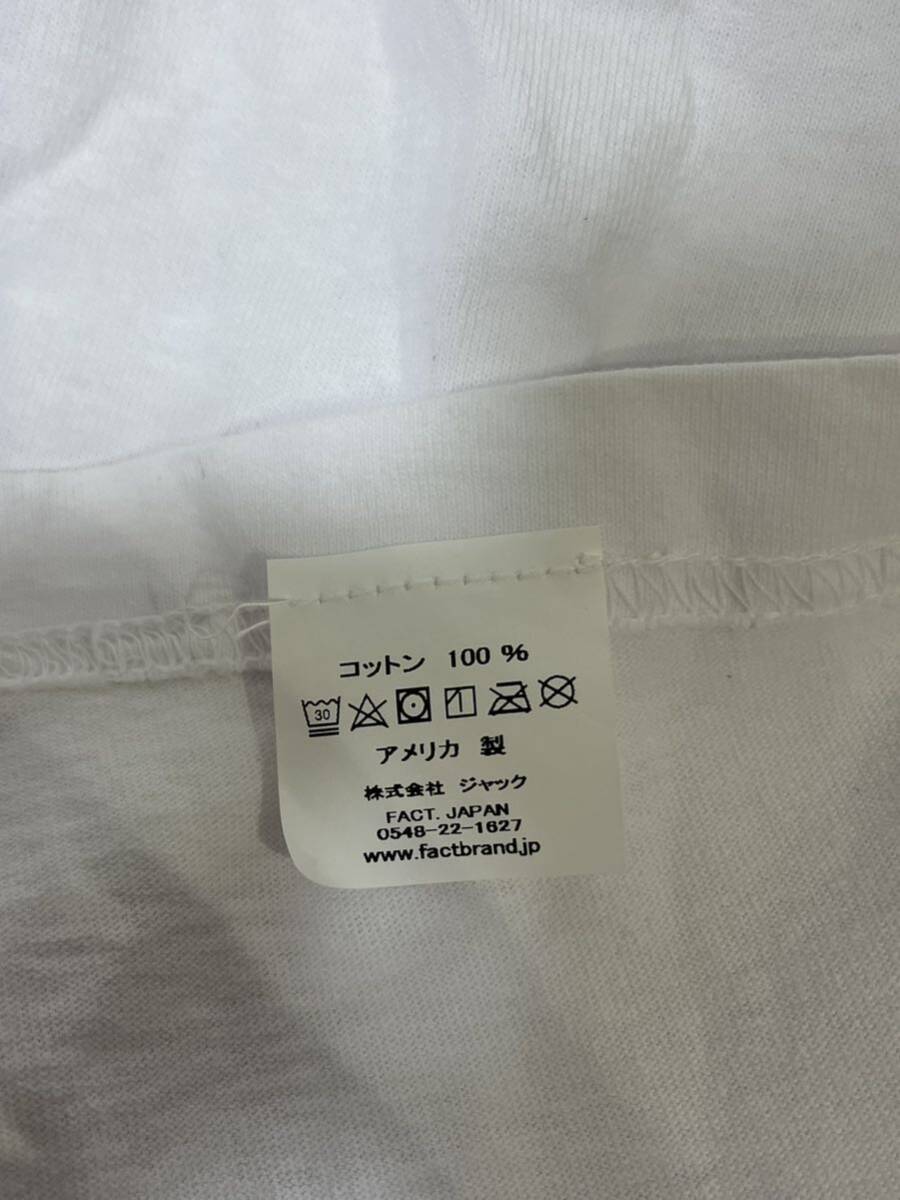 コットン 100 %
30
アメリカ 製
株式会社 ジャック
FACT. JAPAN
0548-22-1627
www.factbrand.jp